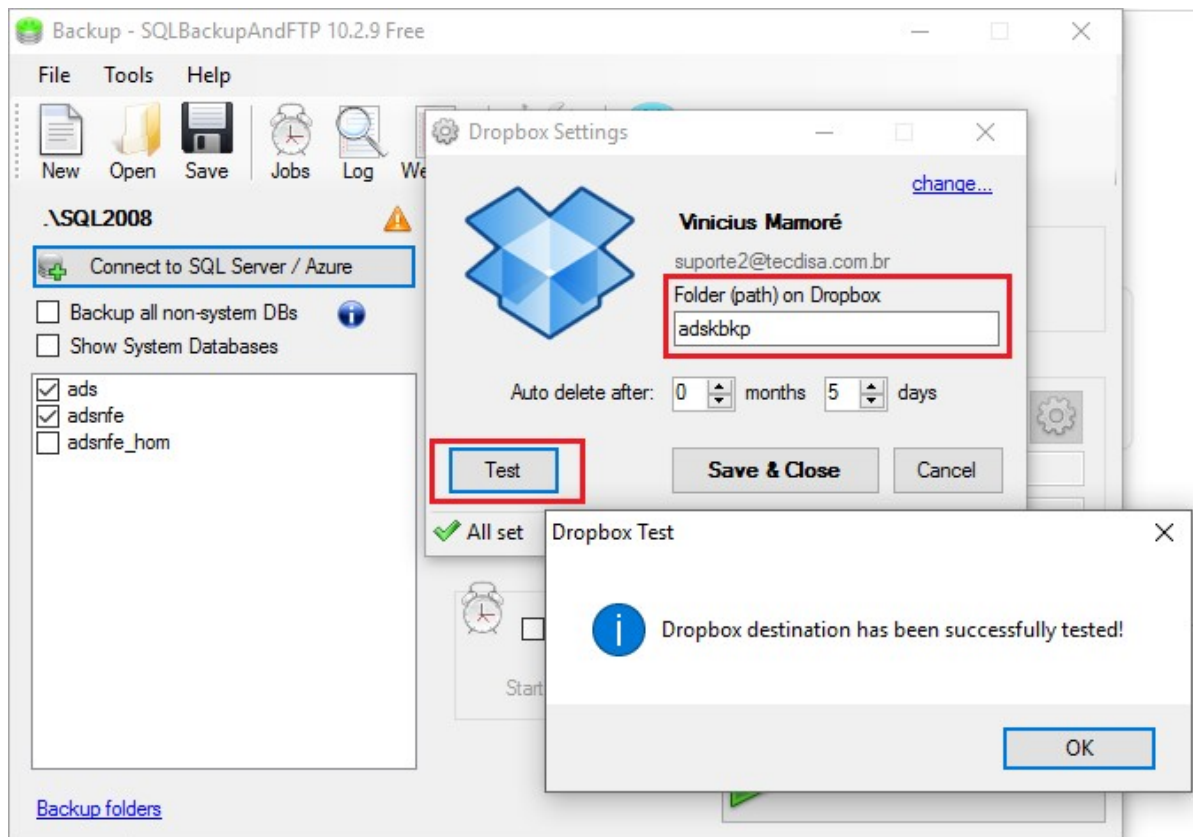 Backup - SQLBackupAndFTP 10.2.9 Free
File Tools Help
New Open Save Jobs Log
.\SQL2008
Connect to SQL Server / Azure
Backup all non-system DBs
Show System Databases
ads
adsnfe
adsnfe_hom
Backup folders
Dropbox Settings
change...
Vinicius Mamoré
suporte2@tecdisa.com.br
Folder (path) on Dropbox
adskbkp
Auto delete after: 0 months 5 days
Test Save & Close Cancel
All set
Start
Dropbox Test
Dropbox destination has been successfully tested!
OK